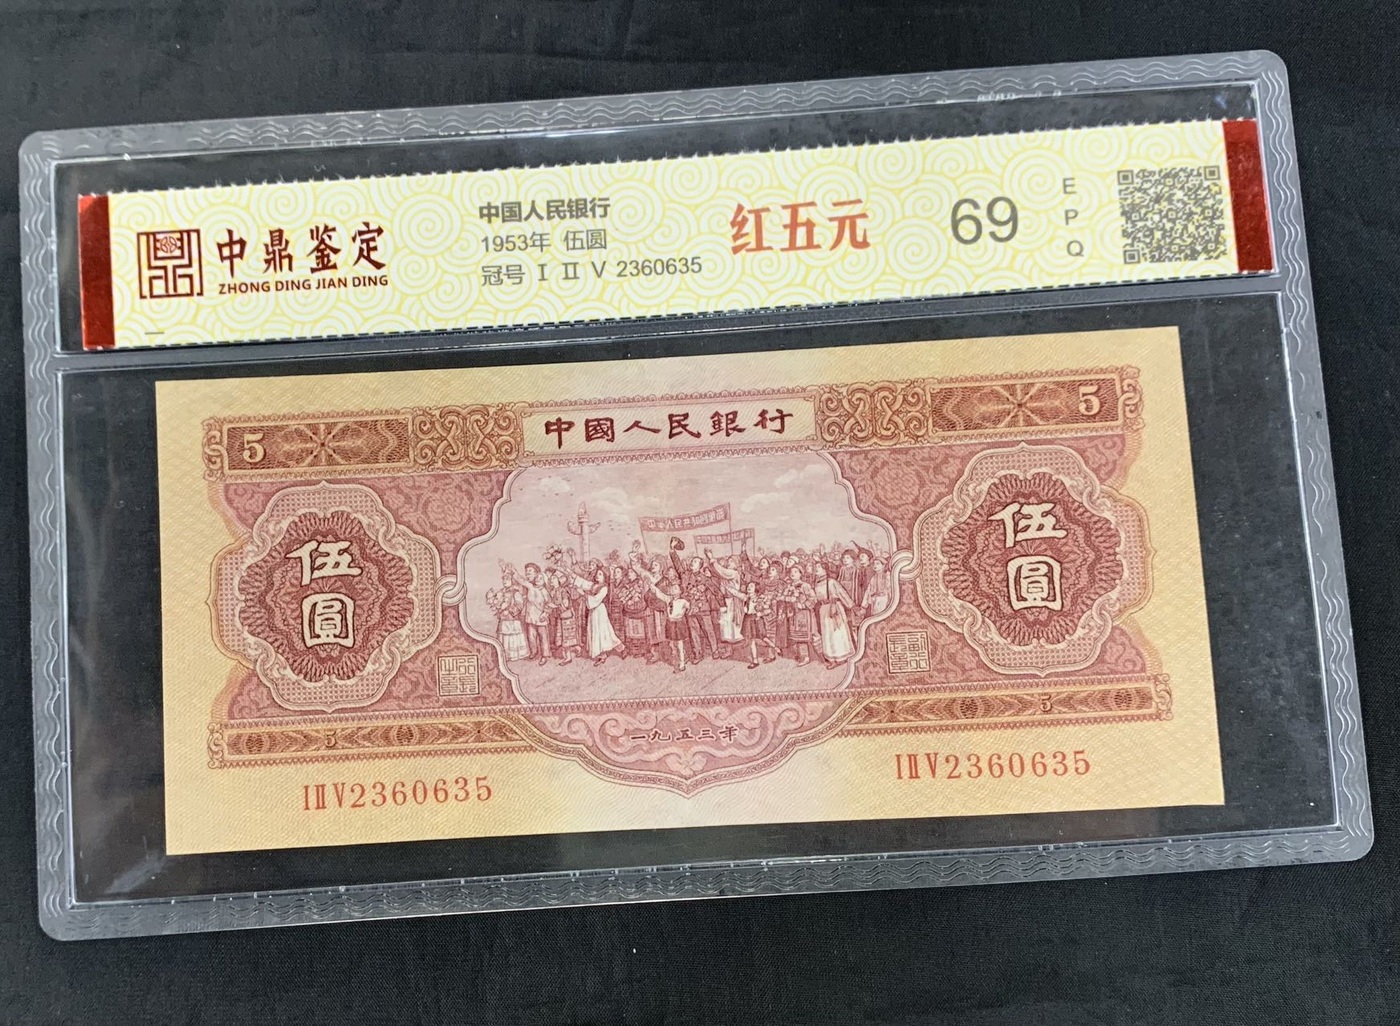 中鼎鉴定
ZHONG DING JIAN DING
中国人民银行
1953年 伍圆
冠号 Ⅰ Ⅱ Ⅴ 2360635
红五元
69
E
P
Q
5
中國人民銀行
5
伍
圓
伍
圓
5
一九五三年
5
ⅠⅡⅤ2360635
ⅠⅡⅤ2360635